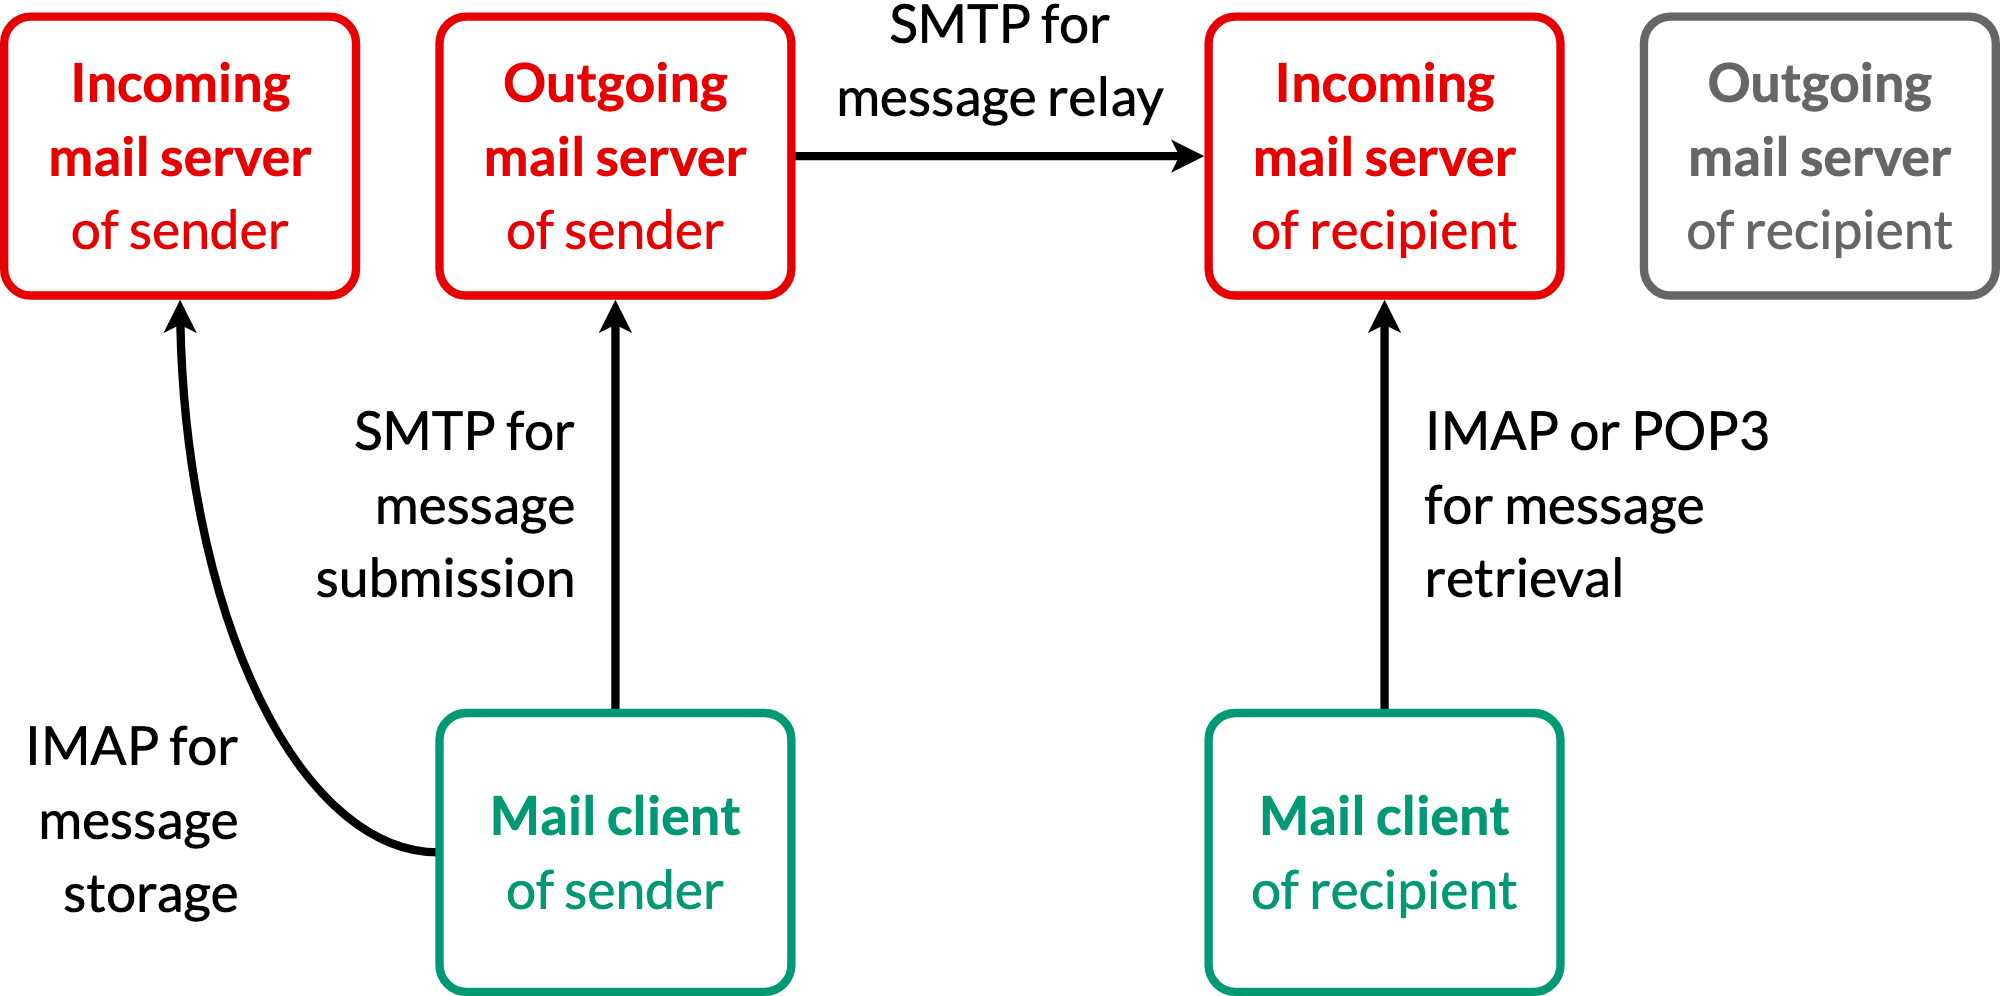 Incoming
mail server
of sender
Outgoing
mail server
of sender
SMTP for
message relay
Incoming
mail server
of recipient
Outgoing
mail server
of recipient
SMTP for
message
submission
IMAP or POP3
for message
retrieval
IMAP for
message
storage
Mail client
of sender
Mail client
of recipient